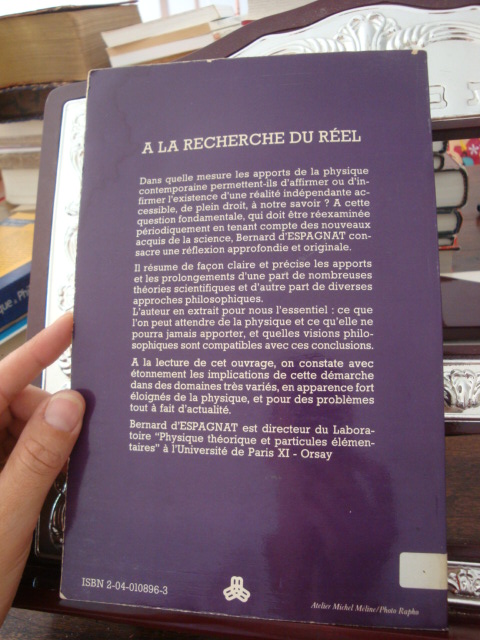 A LA RECHERCHE DU RÉEL
Dans quelle mesure les apports de la physique
contemporaine permettent-ils d'affirmer ou d'in-
firmer l'existence d'une réalité indépendante ac-
cessible, de plein droit, à notre savoir ? A cette
question fondamentale, qui doit être réexaminée
périodiquement en tenant compte des nouveaux
acquis de la science, Bernard d'ESPAGNAT con-
sacre une réflexion approfondie et originale.
Il résume de façon claire et précise les apports
et les prolongements d'une part de nombreuses
théories scientifiques et d'autre part de diverses
approches philosophiques.
L'auteur en extrait pour nous l'essentiel : ce que
l'on peut attendre de la physique et ce qu'elle ne
pourra jamais apporter, et quelles visions philo-
sophiques sont compatibles avec ces conclusions.
A la lecture de cet ouvrage, on constate avec
étonnement les implications de cette démarche
dans des domaines très variés, en apparence fort
éloignés de la physique, et pour des problèmes
tout à fait d'actualité.
Bernard d'ESPAGNAT est directeur du Labora-
toire "Physique théorique et particules élémen-
taires" à l'Université de Paris XI - Orsay
ISBN 2-04-010896-3
Atelier Michel Méline/Photo Rapho